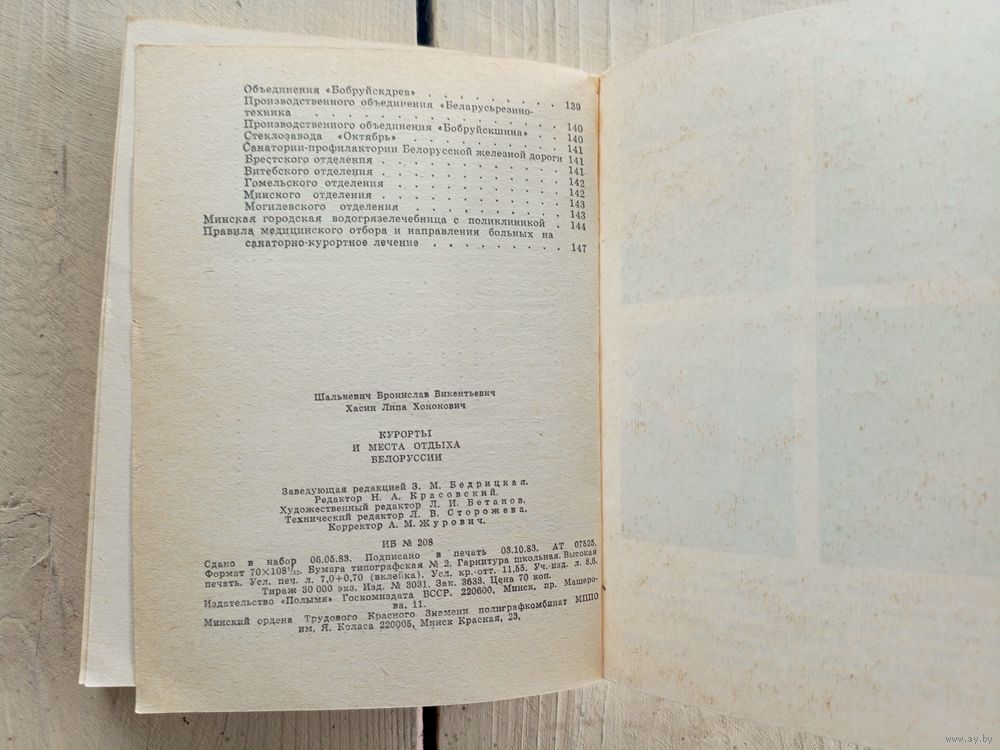 Объединения «Бобруйскдрев» . . . . . . . . 139
Производственного объединения «Беларусьрезино-
техника . . . . . . . . . . . 140
Производственного объединения «Бобруйскшина» . . 140
Стеклозавода «Октябрь» . . . . . . . . 141
Санатории-профилактории Белорусской железной дороги 141
Брестского отделения . . . . . . . . . 141
Витебского отделения . . . . . . . . . 142
Гомельского отделения . . . . . . . . . 142
Минского отделения . . . . . . . . . 143
Могилевского отделения . . . . . . . . 143
Минская городская водогрязелечебница с поликлиникой . 144
Правила медицинского отбора и направления больных на
санаторно-курортное лечение . . . . . . . 147
Шалькевич Бронислав Викентьевич
Хасин Липа Хононович
КУРОРТЫ
И МЕСТА ОТДЫХА
БЕЛОРУССИИ
Заведующая редакцией З. М. Бедрицкая.
Редактор Н. А. Красовский.
Художественный редактор Л. И. Бетанов.
Технический редактор Л. В. Сторожева.
Корректор А. М. Журович.
ИВ № 208
Сдано в набор 06.05.83. Подписано в печать 03.10.83. АТ 07525.
Формат 70×108 1/32. Бумага типографская № 2. Гарнитура школьная. Высокая
печать. Усл. печ. л. 7,0+0,70 (вклейка). Усл. кр.-отт. 11,55. Уч.-изд. л. 8,6.
Тираж 30 000 экз. Изд. № 3031. Зак. 3633. Цена 70 коп.
Издательство «Полымя» Госкомиздата БССР. 220600, Минск, пр. Машеро-
ва, 11.
Минский ордена Трудового Красного Знамени полиграфкомбинат МППО
им. Я. Коласа 220005, Минск Красная, 23.
www.ay.by